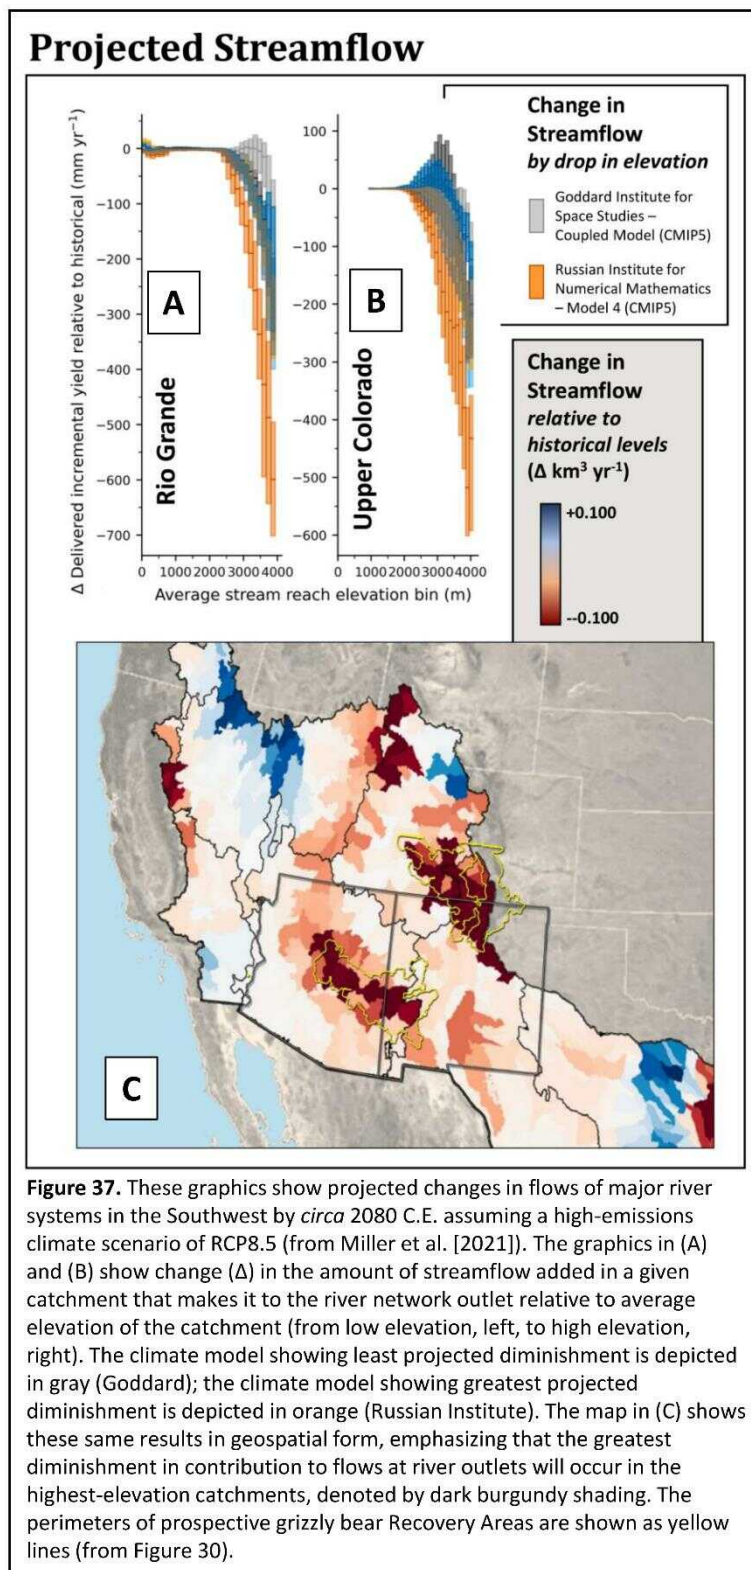 Projected Streamflow
Δ Delivered incremental yield relative to historical (mm yr⁻¹)
0
−100
−200
−300
−400
−500
−600
−700
A
Rio Grande
0 1000 2000 3000 4000
100
0
−100
−200
−300
−400
−500
−600
B
Upper Colorado
0 1000 2000 3000 4000
Average stream reach elevation bin (m)
Change in
Streamflow
by drop in elevation
Goddard Institute for
Space Studies –
Coupled Model (CMIP5)
Russian Institute for
Numerical Mathematics
– Model 4 (CMIP5)
Change in
Streamflow
relative to
historical levels
(Δ km³ yr⁻¹)
+0.100
--0.100
C
Figure 37. These graphics show projected changes in flows of major river
systems in the Southwest by circa 2080 C.E. assuming a high-emissions
climate scenario of RCP8.5 (from Miller et al. [2021]). The graphics in (A)
and (B) show change (Δ) in the amount of streamflow added in a given
catchment that makes it to the river network outlet relative to average
elevation of the catchment (from low elevation, left, to high elevation,
right). The climate model showing least projected diminishment is depicted
in gray (Goddard); the climate model showing greatest projected
diminishment is depicted in orange (Russian Institute). The map in (C) shows
these same results in geospatial form, emphasizing that the greatest
diminishment in contribution to flows at river outlets will occur in the
highest-elevation catchments, denoted by dark burgundy shading. The
perimeters of prospective grizzly bear Recovery Areas are shown as yellow
lines (from Figure 30).